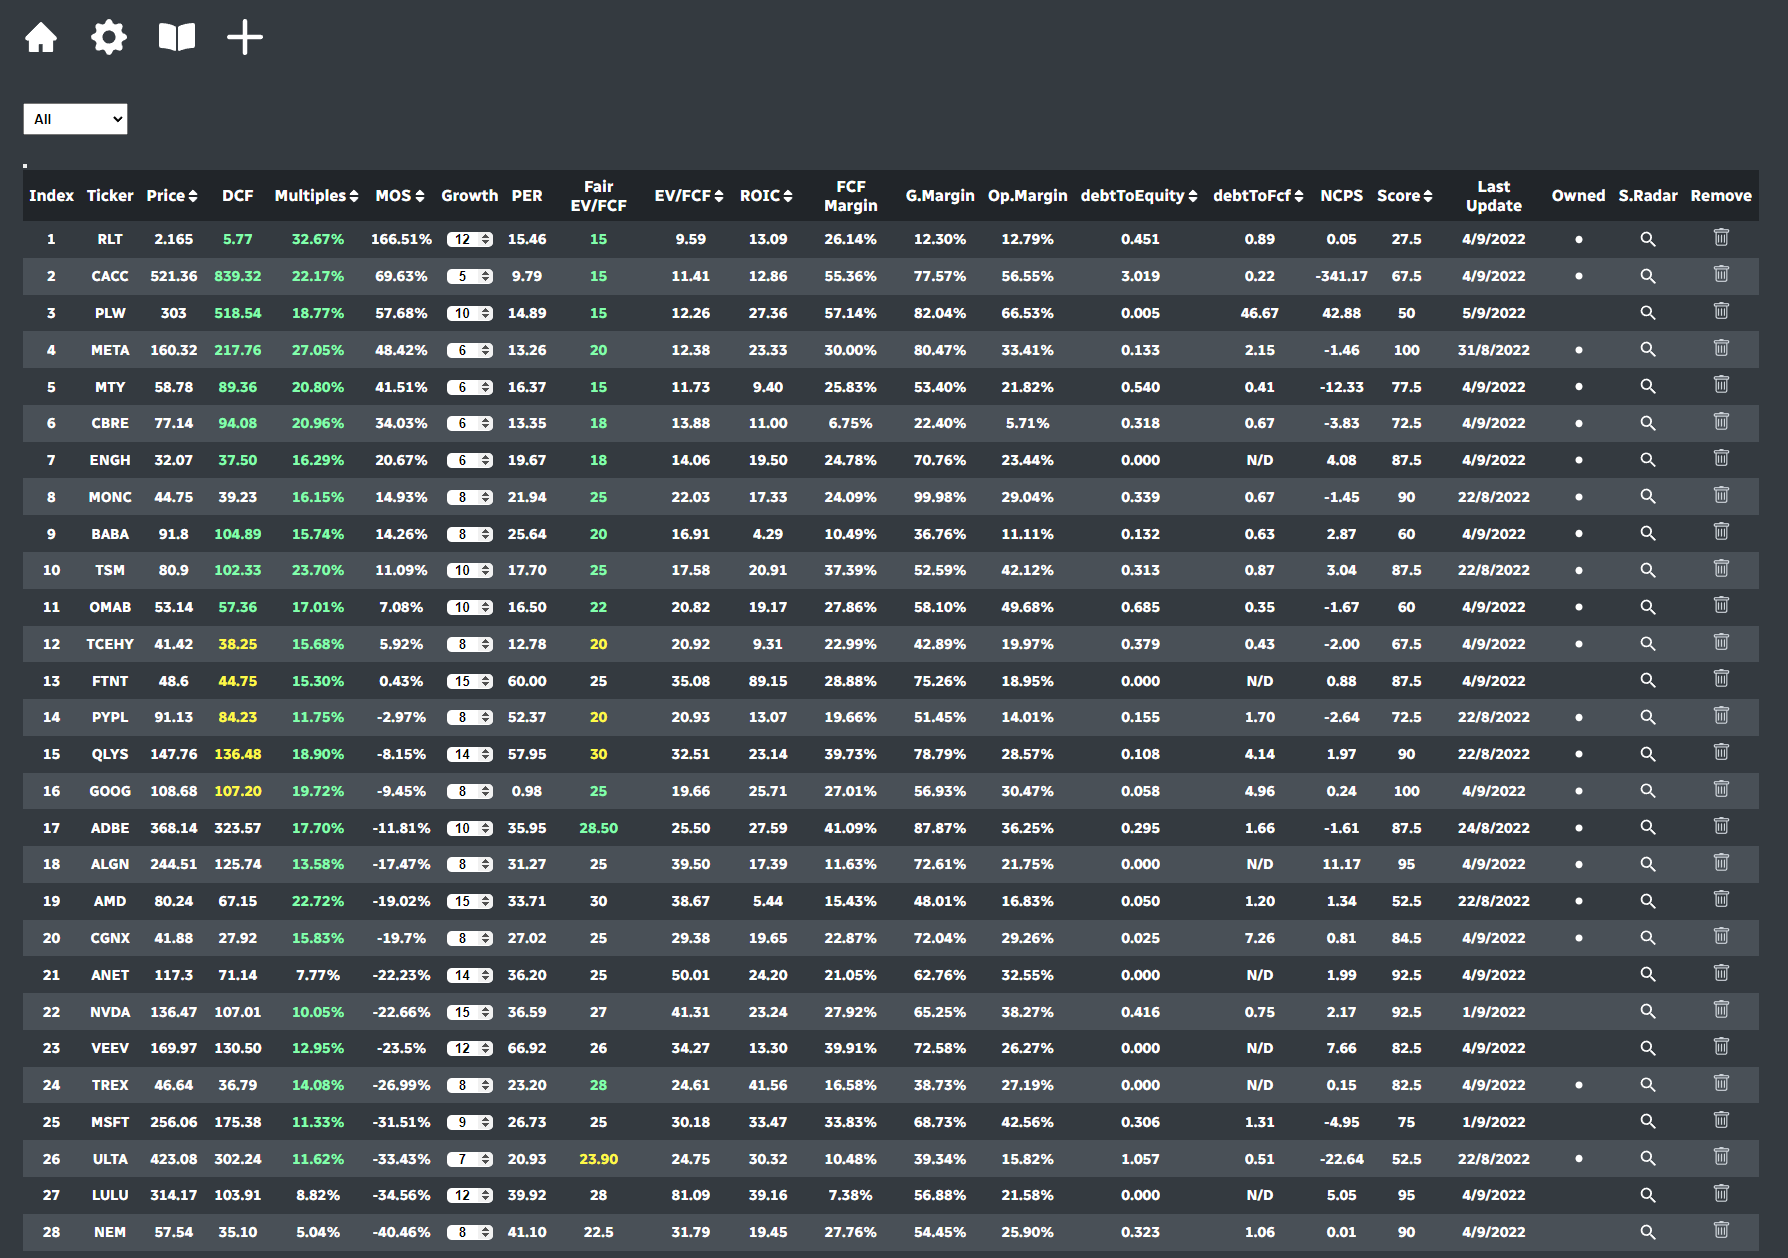 All
Index Ticker Price DCF Multiples MOS Growth PER Fair EV/FCF EV/FCF ROIC FCF Margin G.Margin Op.Margin debtToEquity debtToFcf NCPS Score Last Update Owned S.Radar Remove
1 RLT 2.165 5.77 32.67% 166.51% 12 15.46 15 9.59 13.09 26.14% 12.30% 12.79% 0.451 0.89 0.05 27.5 4/9/2022
2 CACC 521.36 839.32 22.17% 69.63% 5 9.79 15 11.41 12.86 55.36% 77.57% 56.55% 3.019 0.22 -341.17 67.5 4/9/2022
3 PLW 303 518.54 18.77% 57.68% 10 14.89 15 12.26 27.36 57.14% 82.04% 66.53% 0.005 46.67 42.88 50 5/9/2022
4 META 160.32 217.76 27.05% 48.42% 6 13.26 20 12.38 23.33 30.00% 80.47% 33.41% 0.133 2.15 -1.46 100 31/8/2022
5 MTY 58.78 89.36 20.80% 41.51% 6 16.37 15 11.73 9.40 25.83% 53.40% 21.82% 0.540 0.41 -12.33 77.5 4/9/2022
6 CBRE 77.14 94.08 20.96% 34.03% 6 13.35 18 13.88 11.00 6.75% 22.40% 5.71% 0.318 0.67 -3.83 72.5 4/9/2022
7 ENGH 32.07 37.50 16.29% 20.67% 6 19.67 18 14.06 19.50 24.78% 70.76% 23.44% 0.000 N/D 4.08 87.5 4/9/2022
8 MONC 44.75 39.23 16.15% 14.93% 8 21.94 25 22.03 17.33 24.09% 99.98% 29.04% 0.339 0.67 -1.45 90 22/8/2022
9 BABA 91.8 104.89 15.74% 14.26% 8 25.64 20 16.91 4.29 10.49% 36.76% 11.11% 0.132 0.63 2.87 60 4/9/2022
10 TSM 80.9 102.33 23.70% 11.09% 10 17.70 25 17.58 20.91 37.39% 52.59% 42.12% 0.313 0.87 3.04 87.5 22/8/2022
11 OMAB 53.14 57.36 17.01% 7.08% 10 16.50 22 20.82 19.17 27.86% 58.10% 49.68% 0.685 0.35 -1.67 60 4/9/2022
12 TCEHY 41.42 38.25 15.68% 5.92% 8 12.78 20 20.92 9.31 22.99% 42.89% 19.97% 0.379 0.43 -2.00 67.5 4/9/2022
13 FTNT 48.6 44.75 15.30% 0.43% 15 60.00 25 35.08 89.15 28.88% 75.26% 18.95% 0.000 N/D 0.88 87.5 4/9/2022
14 PYPL 91.13 84.23 11.75% -2.97% 8 52.37 20 20.93 13.07 19.66% 51.45% 14.01% 0.155 1.70 -2.64 72.5 22/8/2022
15 QLYS 147.76 136.48 18.90% -8.15% 14 57.95 30 32.51 23.14 39.73% 78.79% 28.57% 0.108 4.14 1.97 90 22/8/2022
16 GOOG 108.68 107.20 19.72% -9.45% 8 0.98 25 19.66 25.71 27.01% 56.93% 30.47% 0.058 4.96 0.24 100 4/9/2022
17 ADBE 368.14 323.57 17.70% -11.81% 10 35.95 28.50 25.50 27.59 41.09% 87.87% 36.25% 0.295 1.66 -1.61 87.5 24/8/2022
18 ALGN 244.51 125.74 13.58% -17.47% 8 31.27 25 39.50 17.39 11.63% 72.61% 21.75% 0.000 N/D 11.17 95 4/9/2022
19 AMD 80.24 67.15 22.72% -19.02% 15 33.71 30 38.67 5.44 15.43% 48.01% 16.83% 0.050 1.20 1.34 52.5 22/8/2022
20 CGNX 41.88 27.92 15.83% -19.7% 8 27.02 25 29.38 19.65 22.87% 72.04% 29.26% 0.025 7.26 0.81 84.5 4/9/2022
21 ANET 117.3 71.14 7.77% -22.23% 14 36.20 25 50.01 24.20 21.05% 62.76% 32.55% 0.000 N/D 1.99 92.5 4/9/2022
22 NVDA 136.47 107.01 10.05% -22.66% 15 36.59 27 41.31 23.24 27.92% 65.25% 38.27% 0.416 0.75 2.17 92.5 1/9/2022
23 VEEV 169.97 130.50 12.95% -23.5% 12 66.92 26 34.27 13.30 39.91% 72.58% 26.27% 0.000 N/D 7.66 82.5 4/9/2022
24 TREX 46.64 36.79 14.08% -26.99% 8 23.20 28 24.61 41.56 16.58% 38.73% 27.19% 0.000 N/D 0.15 82.5 4/9/2022
25 MSFT 256.06 175.38 11.33% -31.51% 9 26.73 25 30.18 33.47 33.83% 68.73% 42.56% 0.306 1.31 -4.95 75 1/9/2022
26 ULTA 423.08 302.24 11.62% -33.43% 7 20.93 23.90 24.75 30.32 10.48% 39.34% 15.82% 1.057 0.51 -22.64 52.5 22/8/2022
27 LULU 314.17 103.91 8.82% -34.56% 12 39.92 28 81.09 39.16 7.38% 56.88% 21.58% 0.000 N/D 5.05 95 4/9/2022
28 NEM 57.54 35.10 5.04% -40.46% 8 41.10 22.5 31.79 19.45 27.76% 54.45% 25.90% 0.323 1.06 0.01 90 4/9/2022